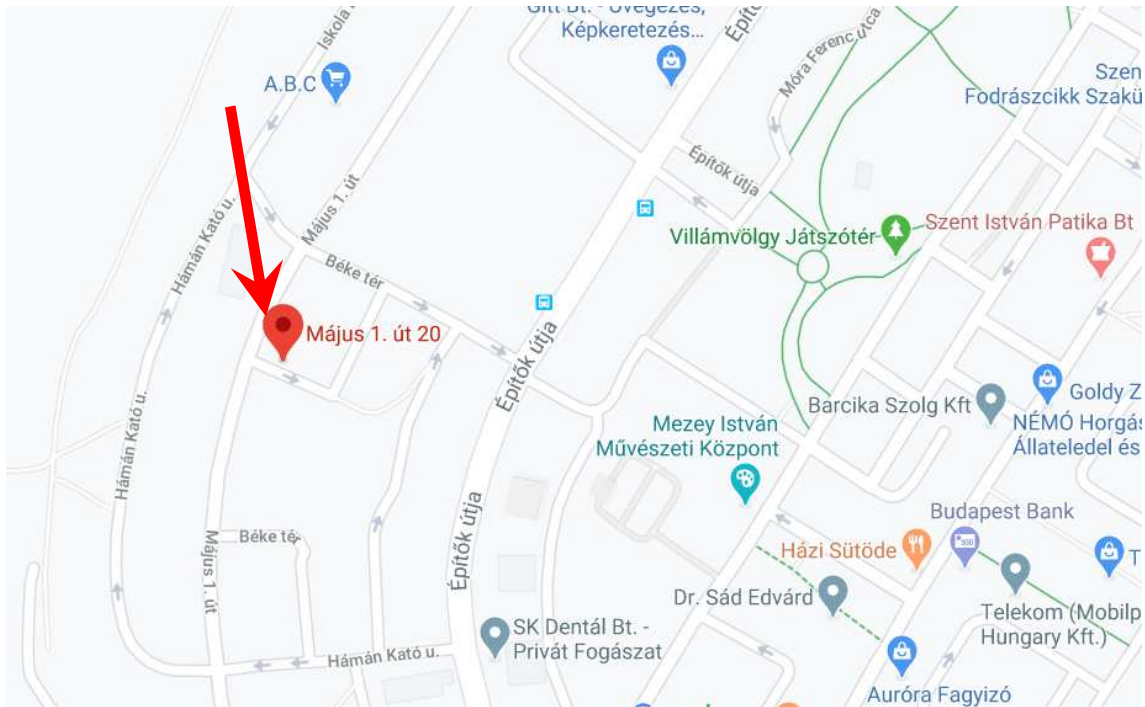 Gitt Bt. - Üvegezés,
Képkeretezés...
Építő
Iskola
A.B.C
Móra Ferenc utca
Szen
Fodrászcikk Szakü
Építők útja
Május 1. út
Hámán Kató u.
Villámvölgy Játszótér
Szent István Patika Bt
Béke tér
Május 1. út 20
Építők útja
Goldy Z
Barcika Szolg Kft
NÉMÓ Horgás
Állateledel és
Mezey István
Művészeti Központ
Hámán Kató u.
Budapest Bank
Építők útja
Béke té
Május 1. út
Házi Sütöde
T
Dr. Sád Edvárd
Telekom (Mobilp
Hungary Kft.)
SK Dentál Bt. -
Privát Fogászat
Hámán Kató u.
Auróra Fagyizó